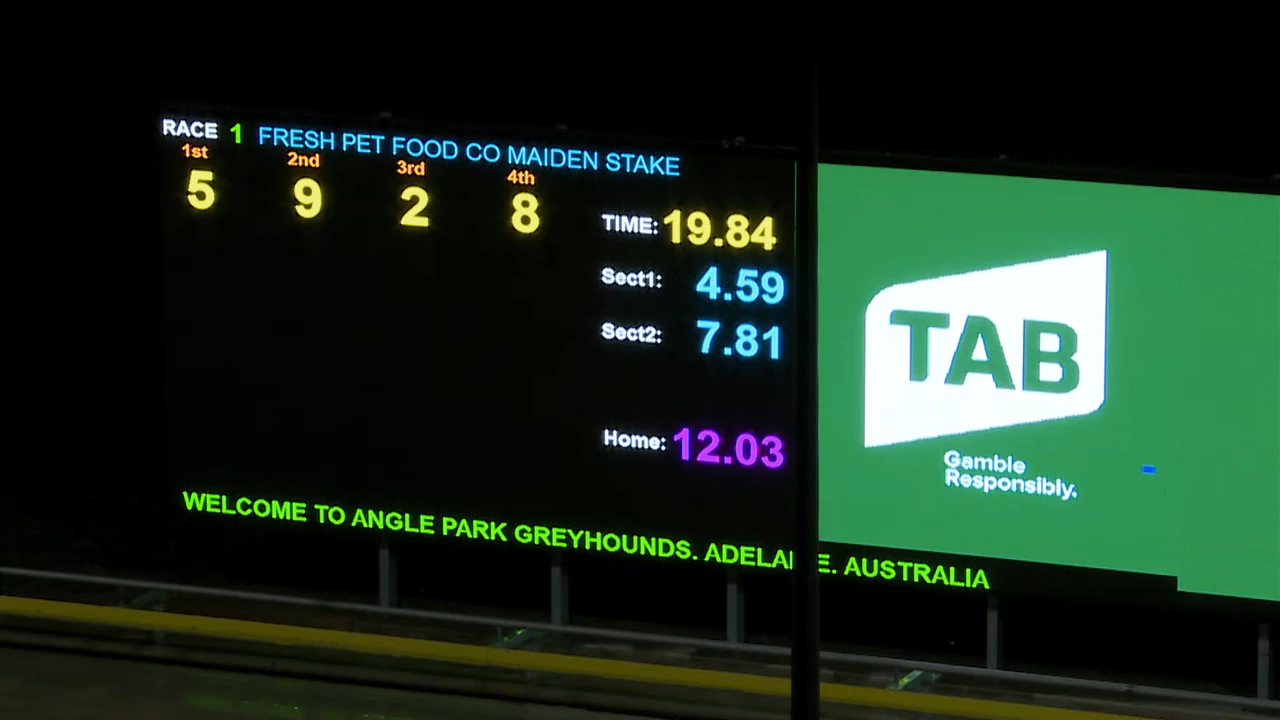 RACE 1 FRESH PET FOOD CO MAIDEN STAKE
1st 2nd 3rd 4th
5 9 2 8
TIME: 19.84
Sect1: 4.59
Sect2: 7.81
Home: 12.03
WELCOME TO ANGLE PARK GREYHOUNDS. ADELAI E. AUSTRALIA
TAB
Gamble
Responsibly.